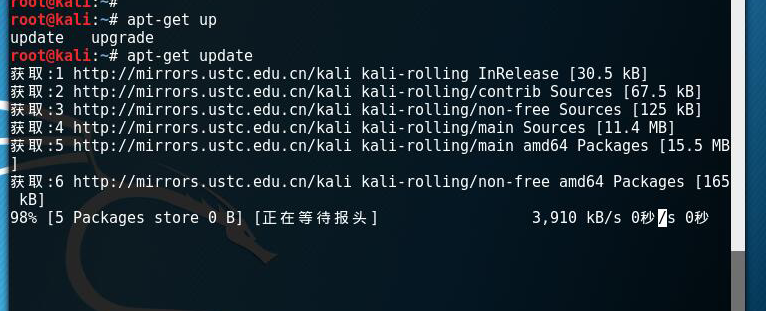 root@kali:~#
root@kali:~# apt-get up
update   upgrade
root@kali:~# apt-get update
获取:1 http://mirrors.ustc.edu.cn/kali kali-rolling InRelease [30.5 kB]
获取:2 http://mirrors.ustc.edu.cn/kali kali-rolling/contrib Sources [67.5 kB]
获取:3 http://mirrors.ustc.edu.cn/kali kali-rolling/non-free Sources [125 kB]
获取:4 http://mirrors.ustc.edu.cn/kali kali-rolling/main Sources [11.4 MB]
获取:5 http://mirrors.ustc.edu.cn/kali kali-rolling/main amd64 Packages [15.5 MB
]
获取:6 http://mirrors.ustc.edu.cn/kali kali-rolling/non-free amd64 Packages [165
 kB]
98% [5 Packages store 0 B] [正在等待报头]                 3,910 kB/s 0秒/s 0秒